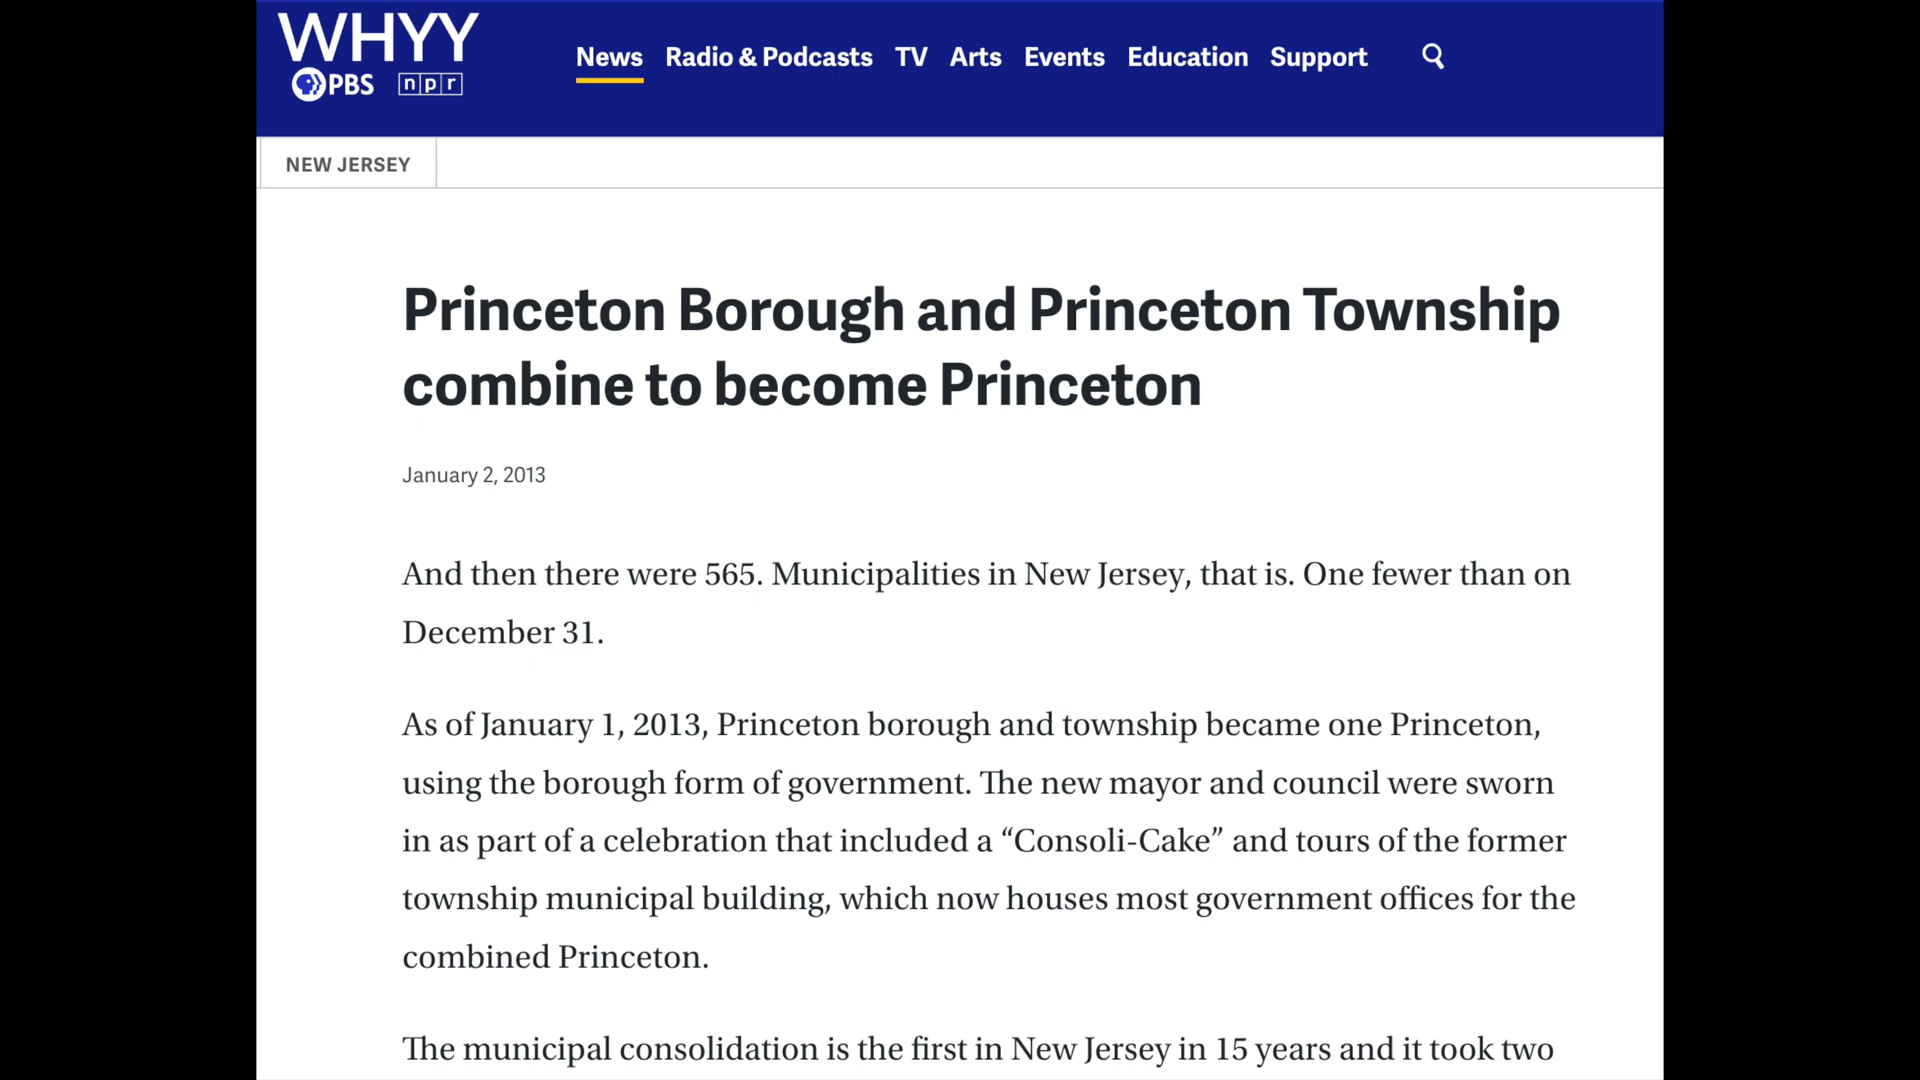 WHYY
PBS npr
News Radio & Podcasts TV Arts Events Education Support
NEW JERSEY
Princeton Borough and Princeton Township
combine to become Princeton
January 2, 2013
And then there were 565. Municipalities in New Jersey, that is. One fewer than on
December 31.
As of January 1, 2013, Princeton borough and township became one Princeton,
using the borough form of government. The new mayor and council were sworn
in as part of a celebration that included a “Consoli-Cake” and tours of the former
township municipal building, which now houses most government offices for the
combined Princeton.
The municipal consolidation is the first in New Jersey in 15 years and it took two